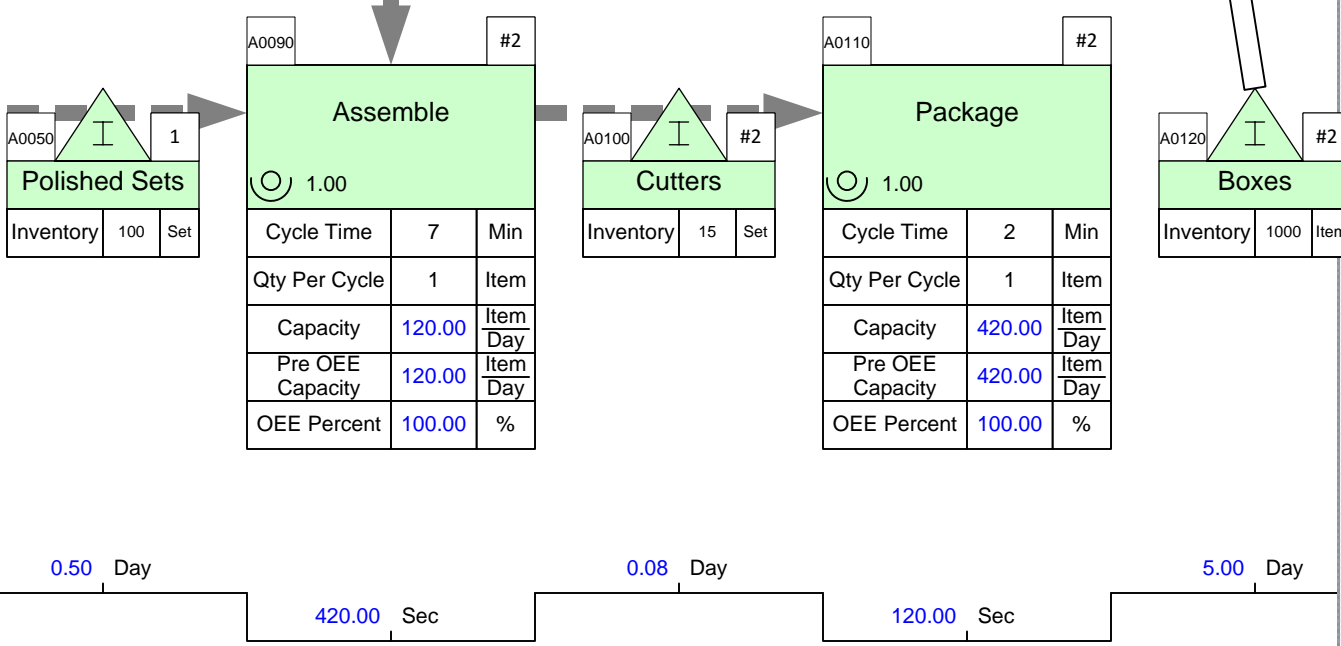 A0050
1
Polished Sets
Inventory 100 Set
A0090
#2
Assemble
1.00
Cycle Time 7 Min
Qty Per Cycle 1 Item
Capacity 120.00 Item
Day
Pre OEE
Capacity 120.00 Item
Day
OEE Percent 100.00 %
A0100
#2
Cutters
Inventory 15 Set
A0110
#2
Package
1.00
Cycle Time 2 Min
Qty Per Cycle 1 Item
Capacity 420.00 Item
Day
Pre OEE
Capacity 420.00 Item
Day
OEE Percent 100.00 %
A0120
#2
Boxes
Inventory 1000 Item
0.50 Day
420.00 Sec
0.08 Day
120.00 Sec
5.00 Day